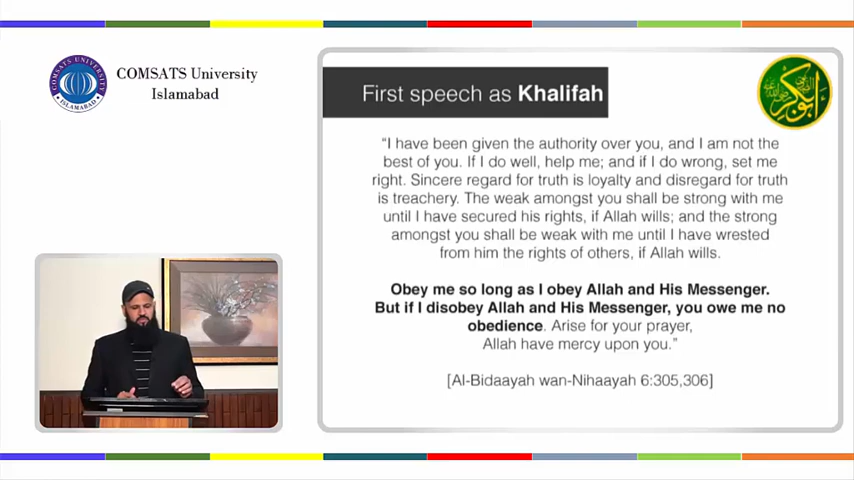 COMSATS University
Islamabad
COMSATS UNIVERSITY
ISLAMABAD
First speech as Khalifah
“I have been given the authority over you, and I am not the
best of you. If I do well, help me; and if I do wrong, set me
right. Sincere regard for truth is loyalty and disregard for truth
is treachery. The weak amongst you shall be strong with me
until I have secured his rights, if Allah wills; and the strong
amongst you shall be weak with me until I have wrested
from him the rights of others, if Allah wills.
Obey me so long as I obey Allah and His Messenger.
But if I disobey Allah and His Messenger, you owe me no
obedience. Arise for your prayer,
Allah have mercy upon you.”
[Al-Bidaayah wan-Nihaayah 6:305,306]
أبو بكر